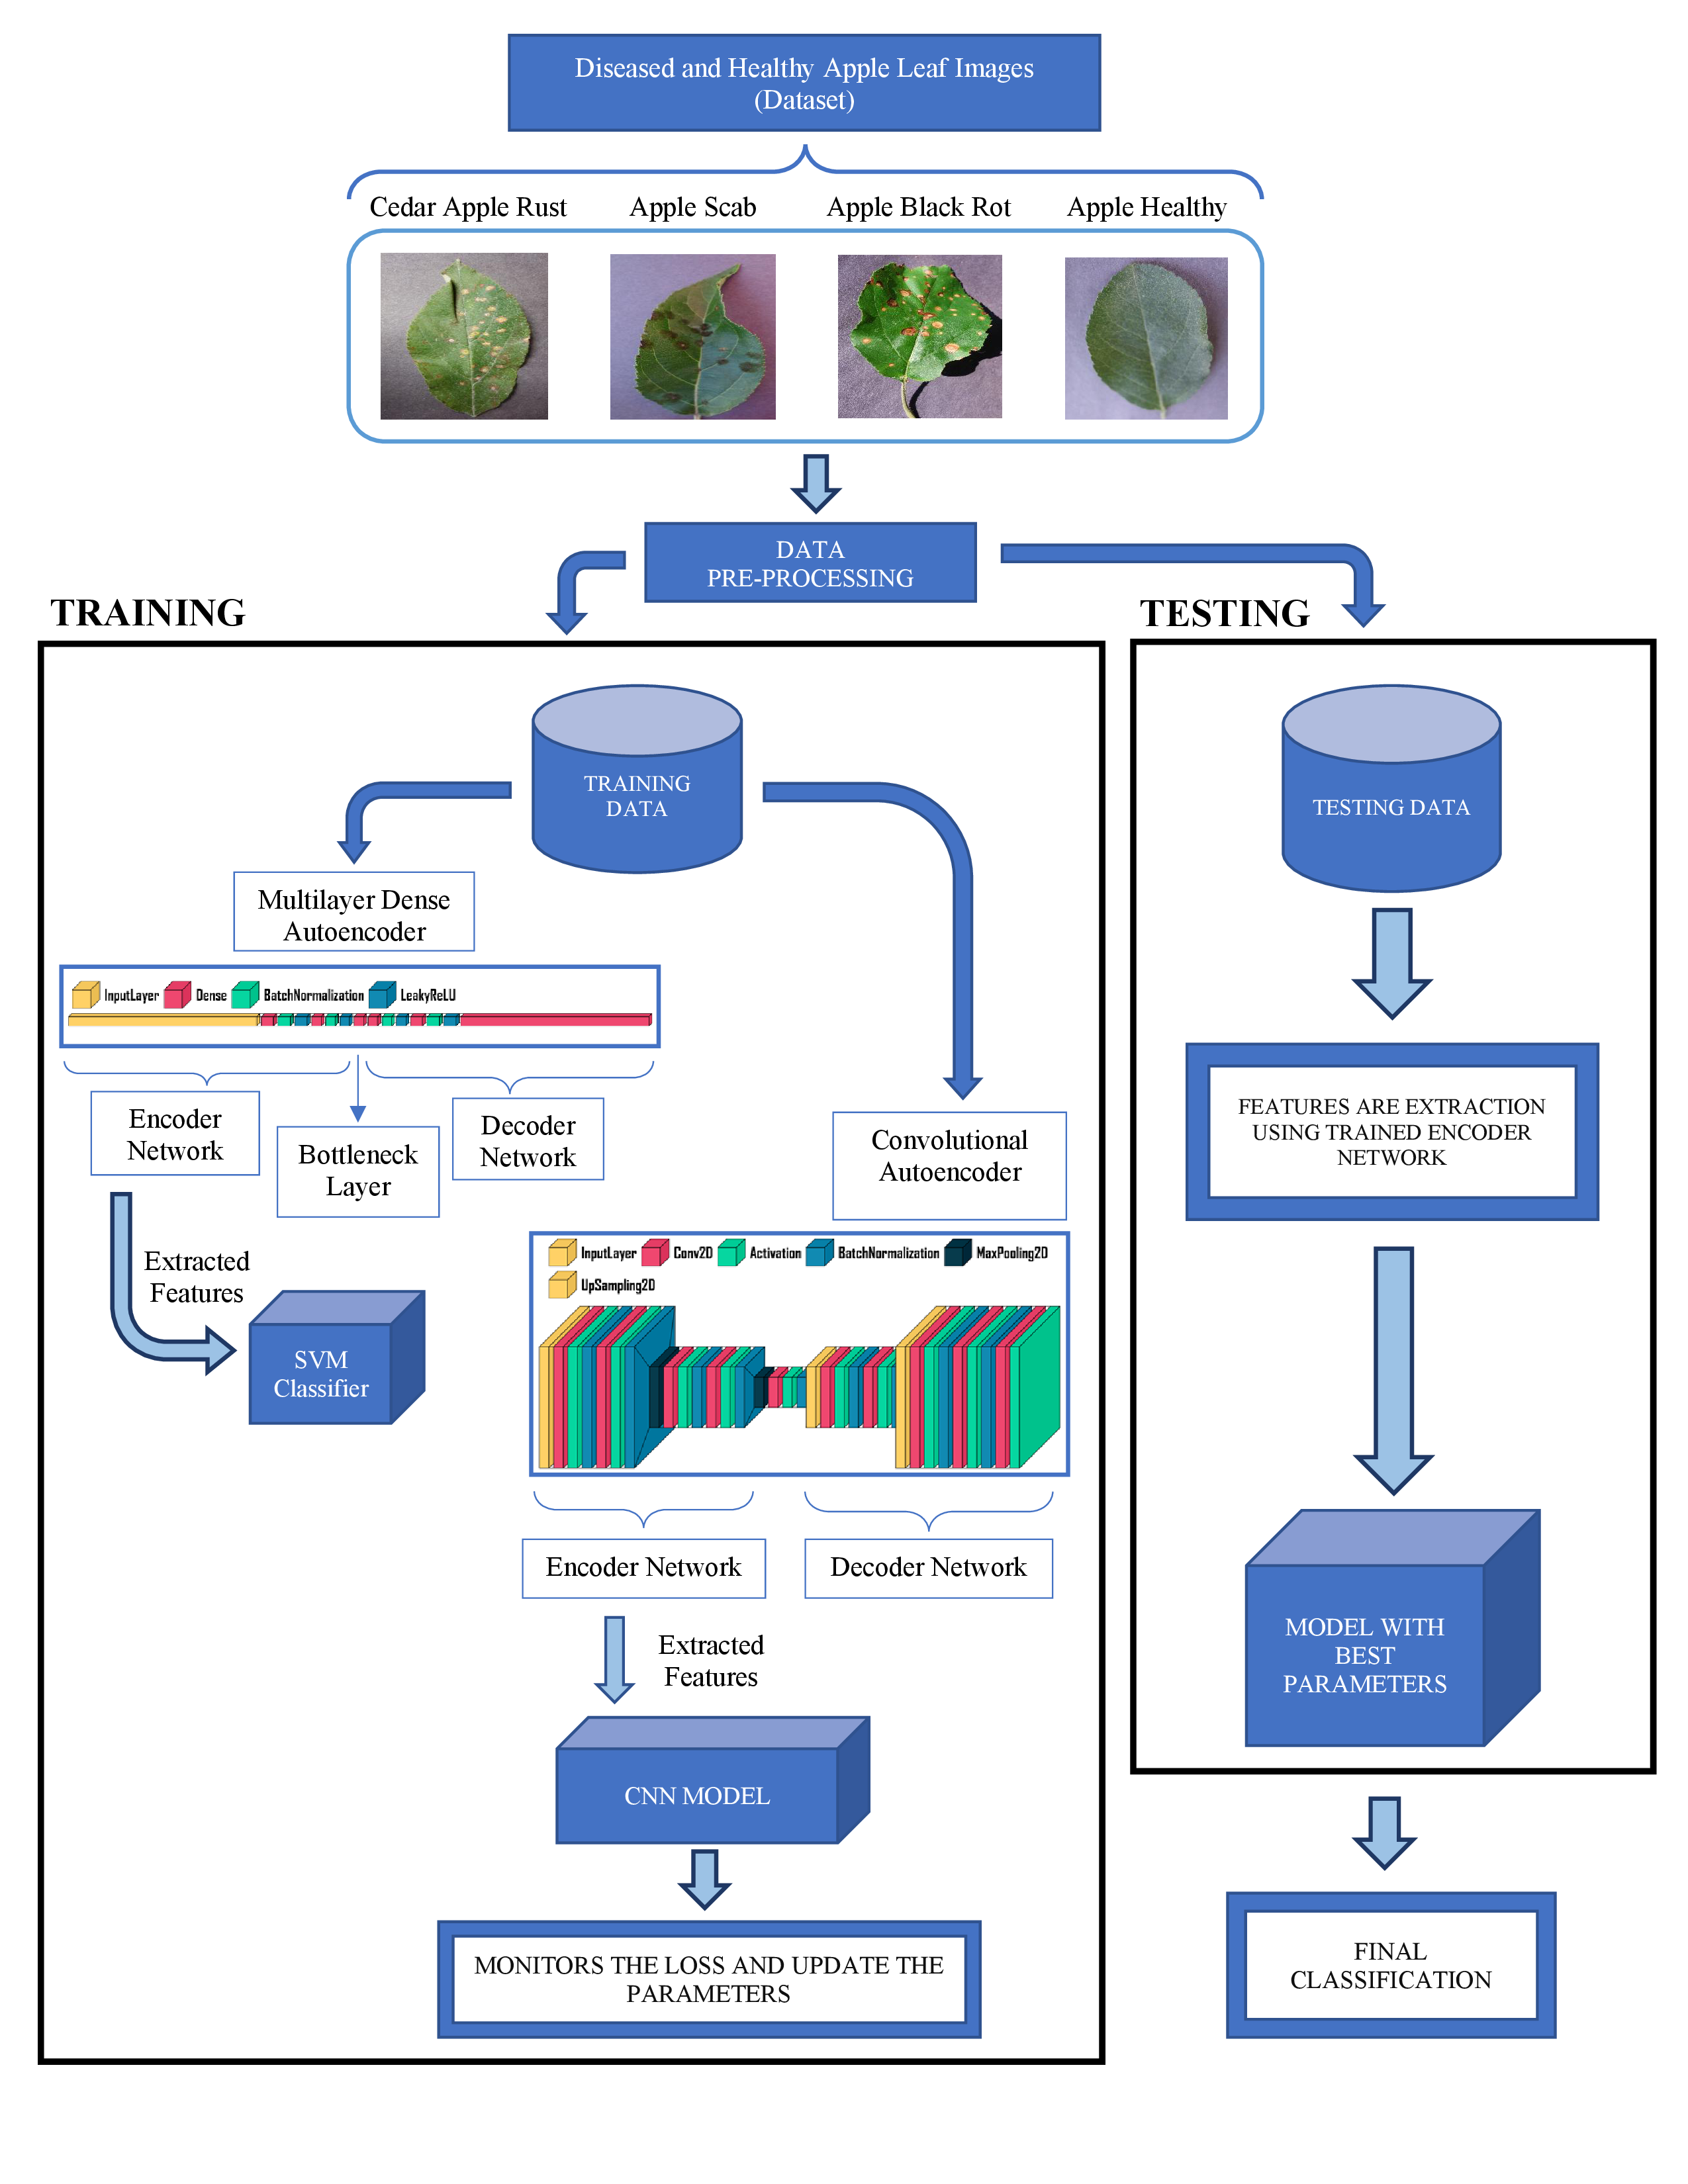 Diseased and Healthy Apple Leaf Images
(Dataset)
Cedar Apple Rust
Apple Scab
Apple Black Rot
Apple Healthy
DATA
PRE-PROCESSING
TRAINING
TRAINING
DATA
Multilayer Dense
Autoencoder
InputLayer
Dense
BatchNormalization
LeakyReLU
Encoder
Network
Bottleneck
Layer
Decoder
Network
Extracted
Features
SVM
Classifier
Convolutional
Autoencoder
InputLayer
Conv2D
Activation
BatchNormalization
MaxPooling2D
UpSampling2D
Encoder Network
Decoder Network
Extracted
Features
CNN MODEL
MONITORS THE LOSS AND UPDATE THE
PARAMETERS
TESTING
TESTING DATA
FEATURES ARE EXTRACTION
USING TRAINED ENCODER
NETWORK
MODEL WITH
BEST
PARAMETERS
FINAL
CLASSIFICATION